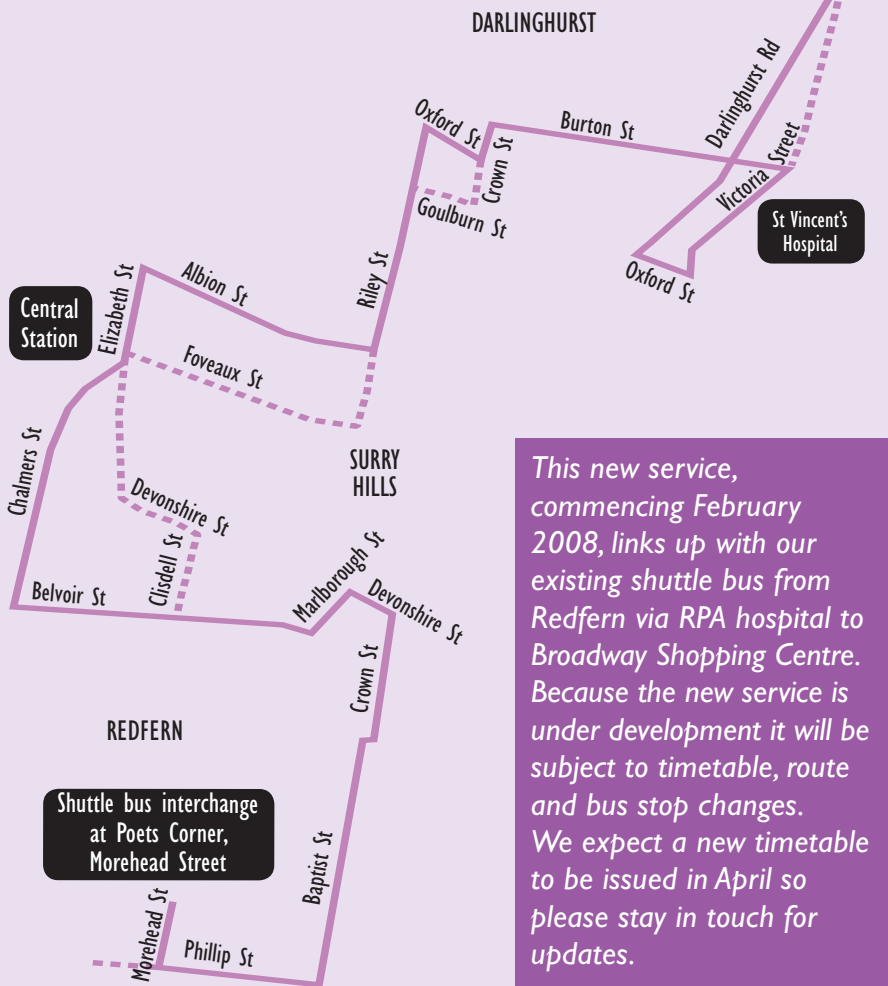 DARLINGHURST
Oxford St
Crown St
Burton St
Darlinghurst Rd
Victoria Street
Goulburn St
St Vincent's
Hospital
Oxford St
Riley St
Elizabeth St
Albion St
Central
Station
Foveaux St
Chalmers St
SURRY
HILLS
Devonshire St
Clisdell St
Belvoir St
Marlborough St
Devonshire St
Crown St
REDFERN
Shuttle bus interchange
at Poets Corner,
Morehead Street
Baptist St
Morehead St
Phillip St
This new service,
commencing February
2008, links up with our
existing shuttle bus from
Redfern via RPA hospital to
Broadway Shopping Centre.
Because the new service is
under development it will be
subject to timetable, route
and bus stop changes.
We expect a new timetable
to be issued in April so
please stay in touch for
updates.